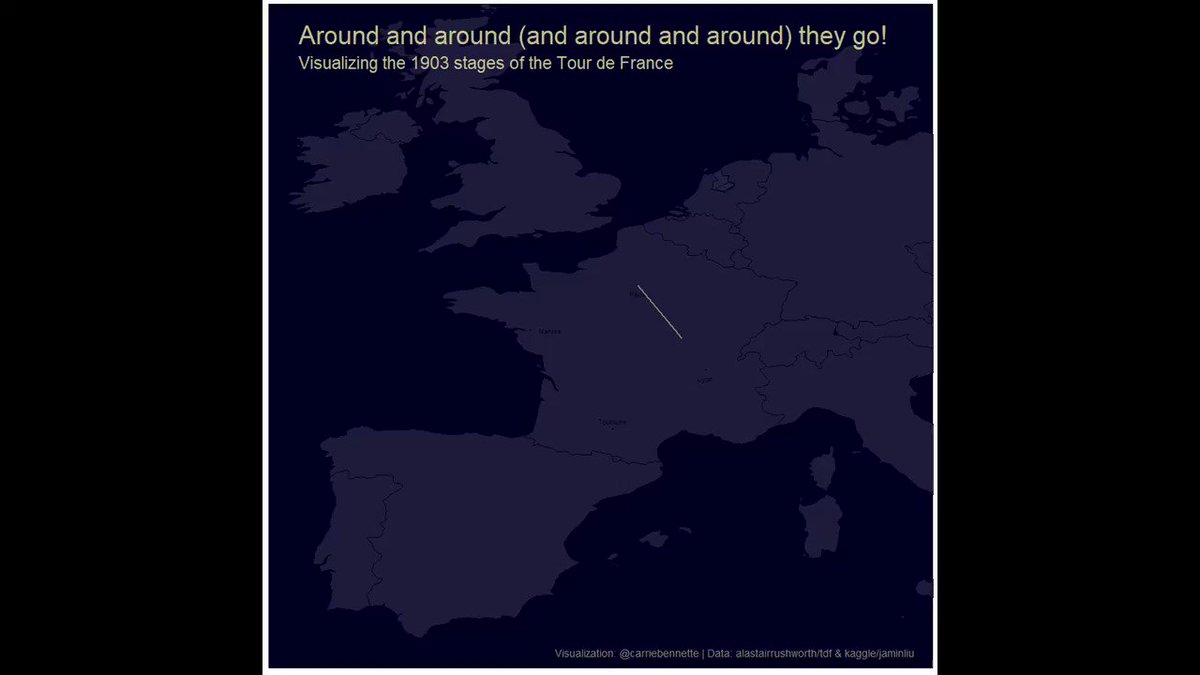 Around and around (and around and around) they go!
Visualizing the 1903 stages of the Tour de France
Paris
Nantes
Lyon
Toulouse
Visualization: @carriebennette | Data: alastairrushworth/tdf & kaggle/jaminliu